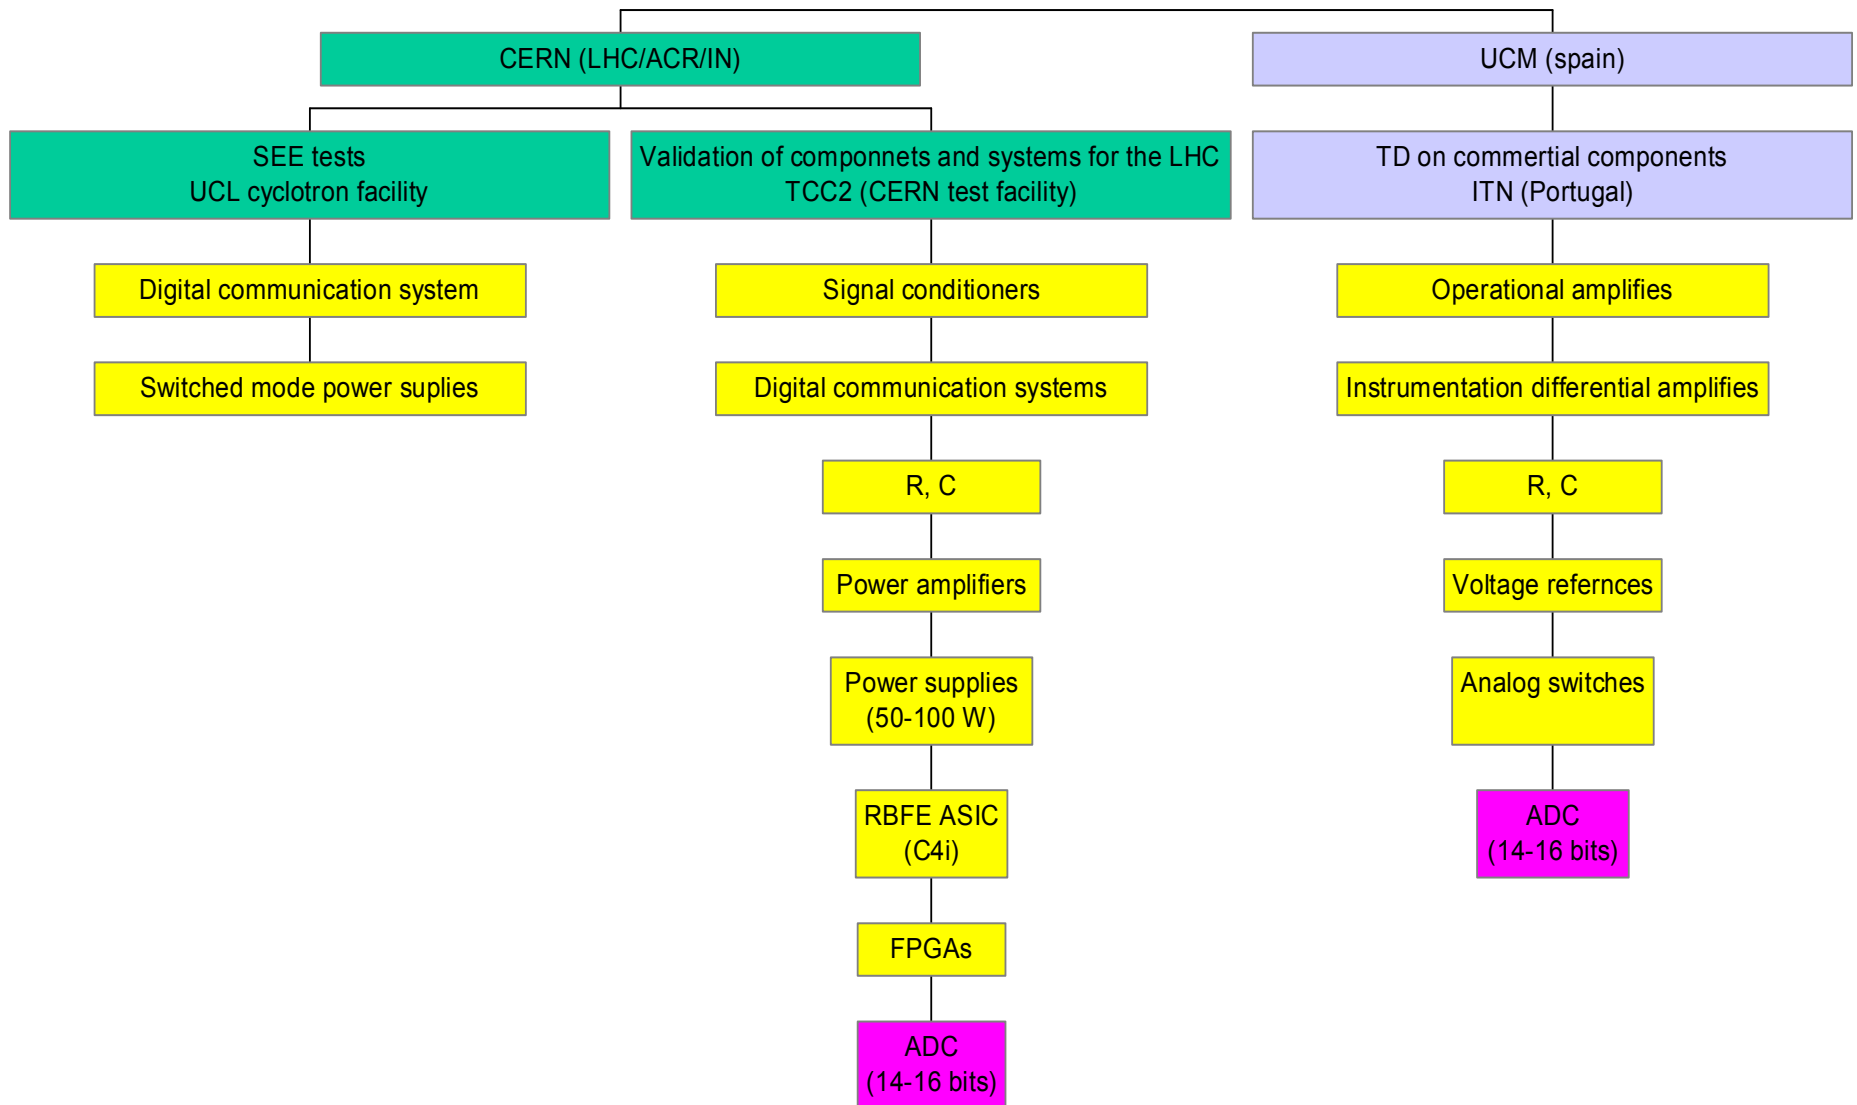 CERN (LHC/ACR/IN)
UCM (spain)
SEE tests
UCL cyclotron facility
Validation of componnets and systems for the LHC
TCC2 (CERN test facility)
TD on commertial components
ITN (Portugal)
Digital communication system
Signal conditioners
Operational amplifies
Switched mode power suplies
Digital communication systems
Instrumentation differential amplifies
R, C
R, C
Power amplifiers
Voltage refernces
Power supplies
(50-100 W)
Analog switches
RBFE ASIC
(C4i)
ADC
(14-16 bits)
FPGAs
ADC
(14-16 bits)